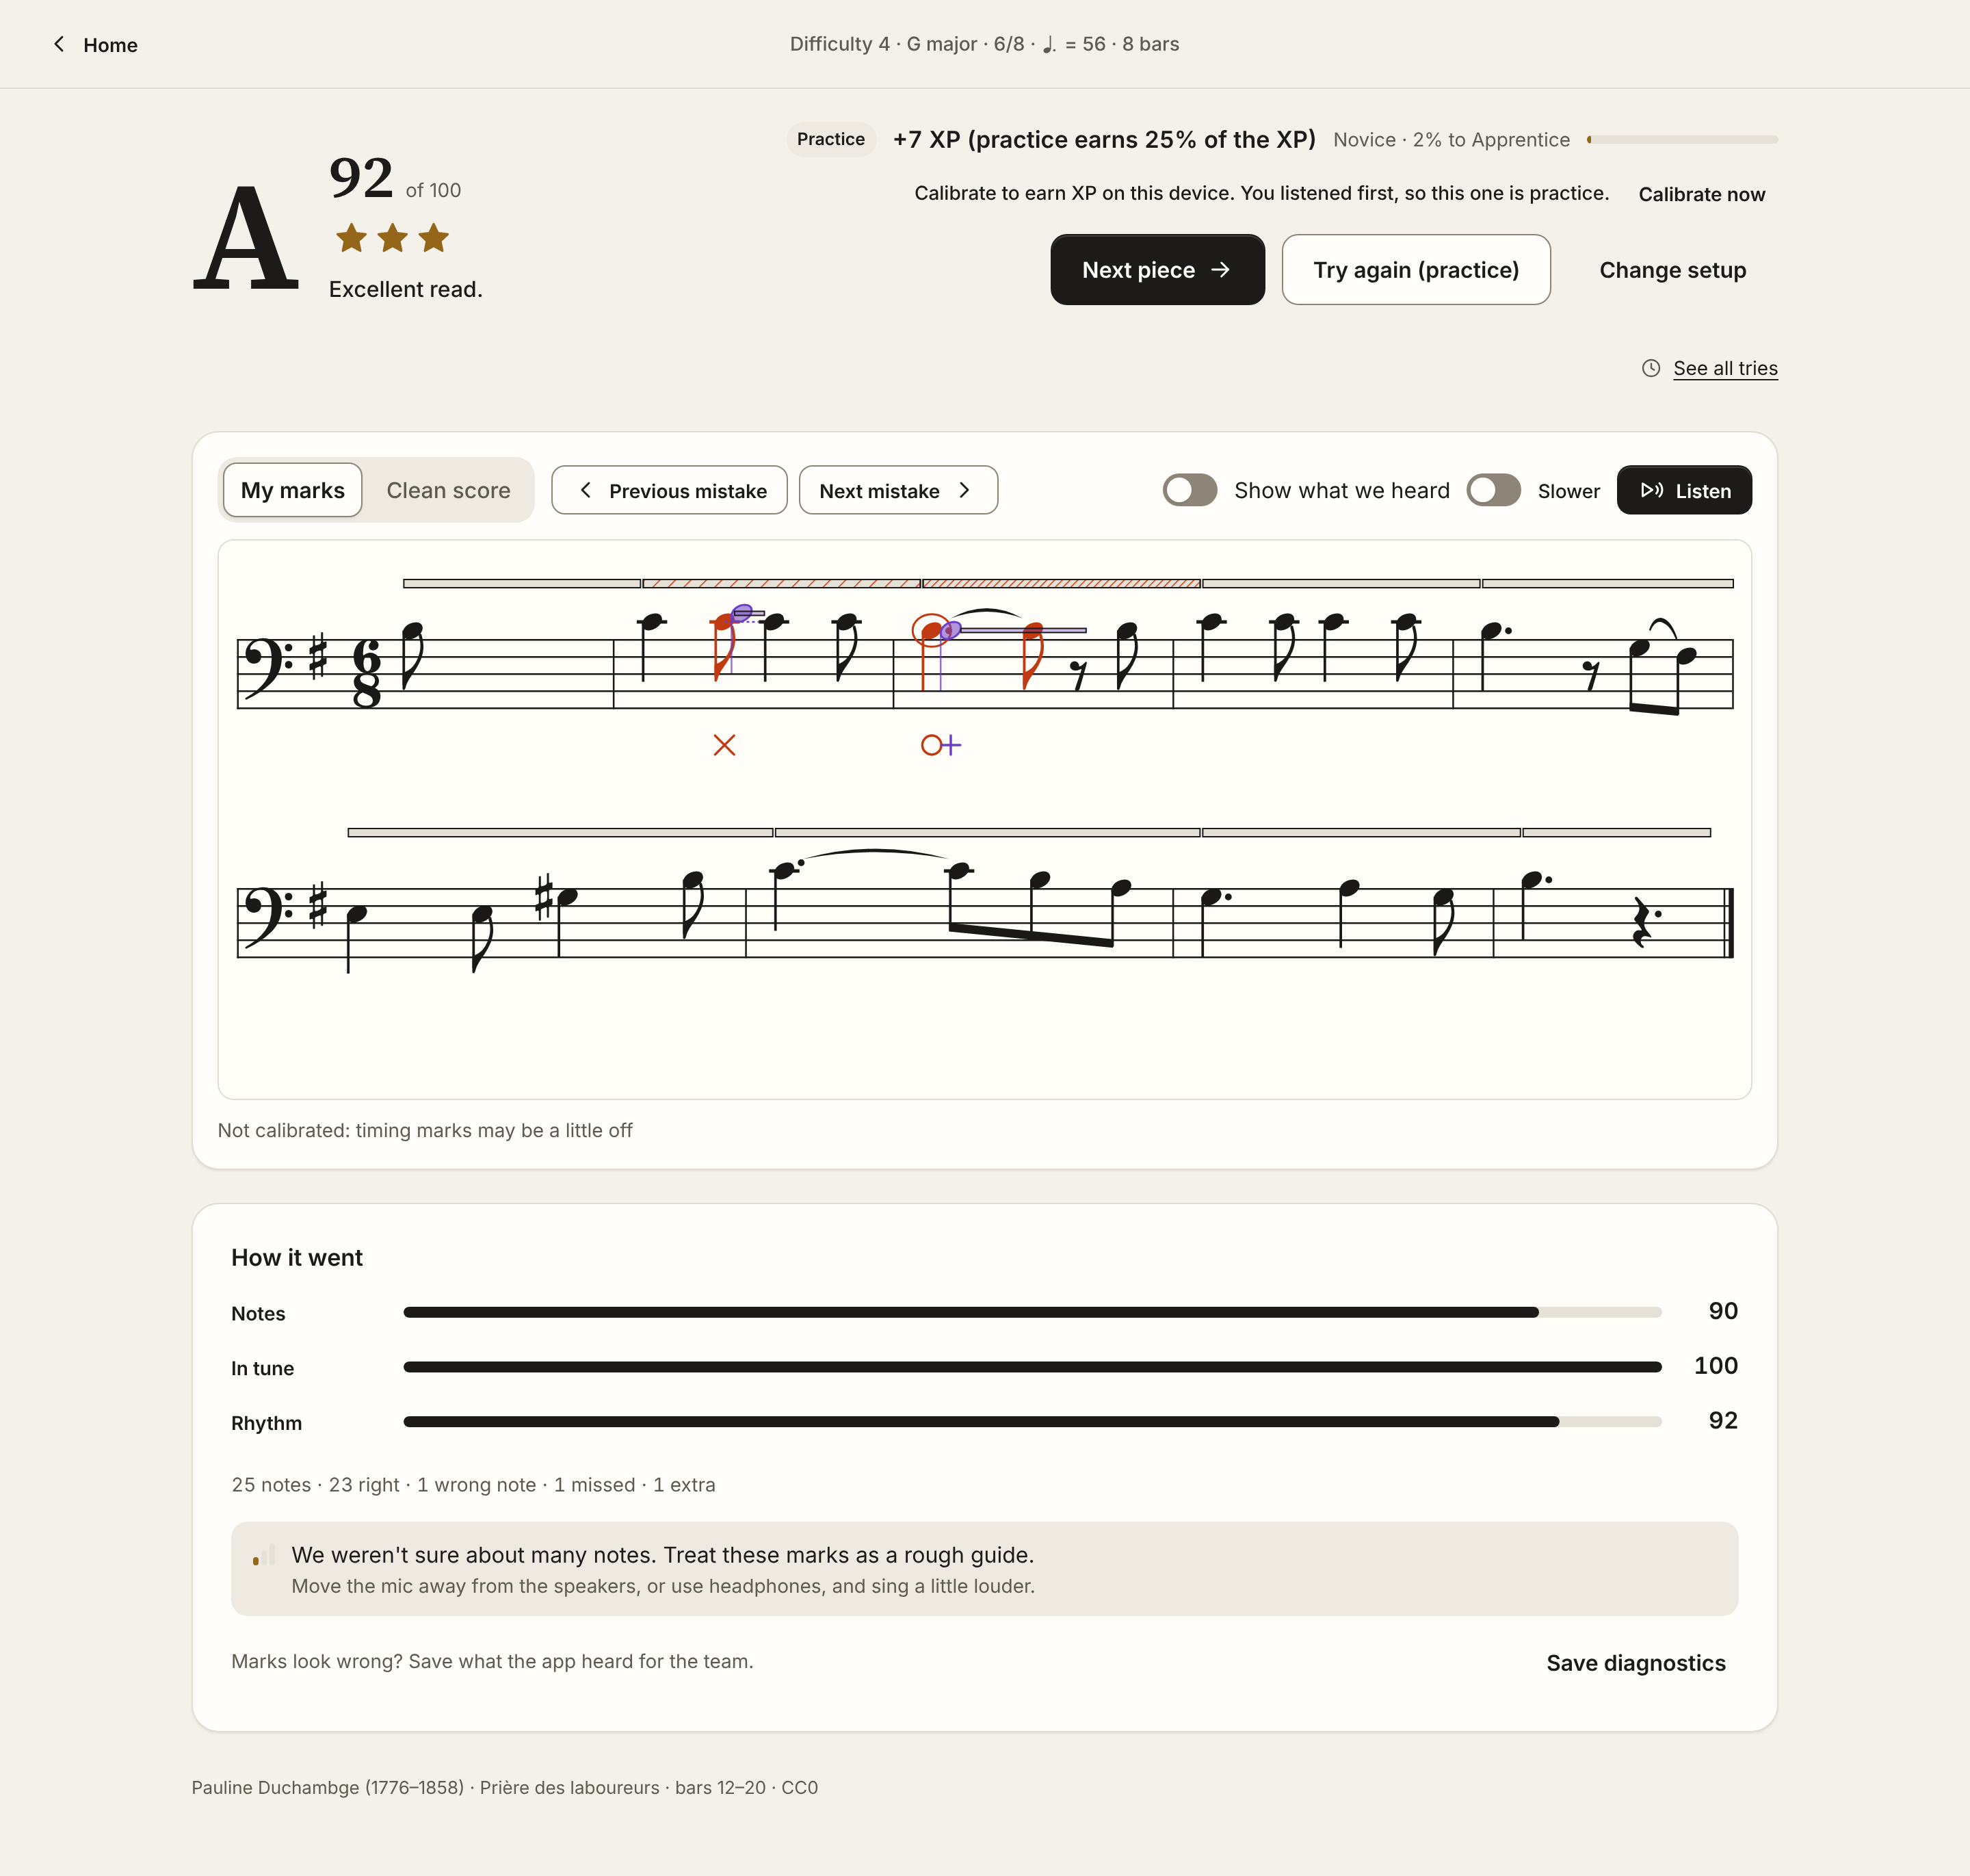 Home
Difficulty 4 · G major · 6/8 · ♩. = 56 · 8 bars
A
92 of 100
Excellent read.
Practice +7 XP (practice earns 25% of the XP) Novice · 2% to Apprentice
Calibrate to earn XP on this device. You listened first, so this one is practice. Calibrate now
Next piece → Try again (practice) Change setup
See all tries
My marks Clean score Previous mistake Next mistake Show what we heard Slower Listen
6
8
Not calibrated: timing marks may be a little off
How it went
Notes 90
In tune 100
Rhythm 92
25 notes · 23 right · 1 wrong note · 1 missed · 1 extra
We weren't sure about many notes. Treat these marks as a rough guide.
Move the mic away from the speakers, or use headphones, and sing a little louder.
Marks look wrong? Save what the app heard for the team. Save diagnostics
Pauline Duchambge (1776–1858) · Prière des laboureurs · bars 12–20 · CC0